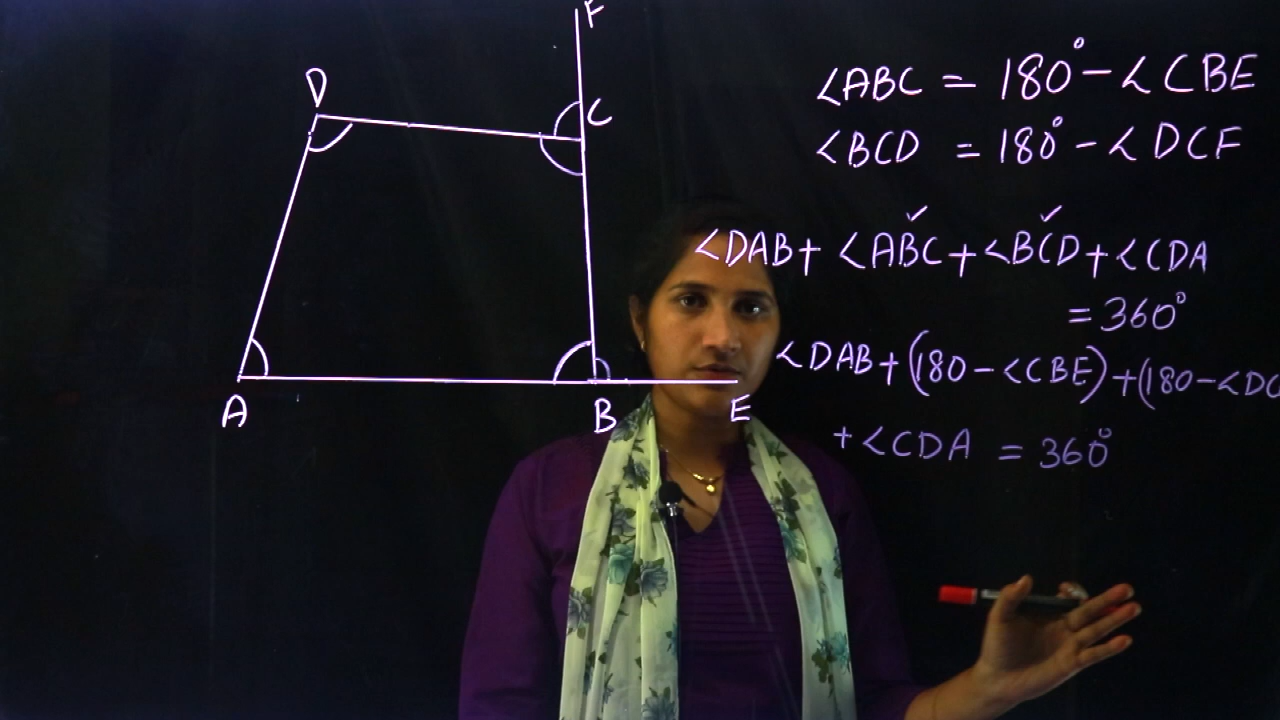 F
D
C
A
B
E
∠ABC = 180° - ∠CBE
∠BCD = 180° - ∠DCF
∠DAB + ∠ABC + ∠BCD + ∠CDA
= 360°
∠DAB + (180 - ∠CBE) + (180 - ∠DC
+ ∠CDA = 360°